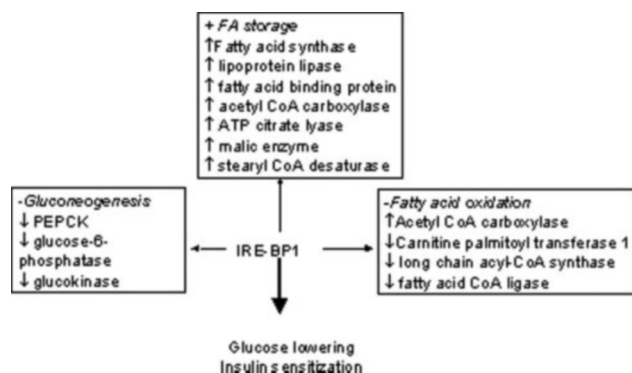 + FA storage
↑Fatty acid synthase
↑ lipoprotein lipase
↑ fatty acid binding protein
↑ acetyl CoA carboxylase
↑ ATP citrate lyase
↑ malic enzyme
↑ stearyl CoA desaturase
-Gluconeogenesis
↓ PEPCK
↓ glucose-6-
phosphatase
↓ glucokinase
IRE-BP1
-Fatty acid oxidation
↑Acetyl CoA carboxylase
↓Carnitine palmitoyl transferase 1
↓ long chain acyl-CoA synthase
↓ fatty acid CoA ligase
Glucose lowering
Insulin sensitization